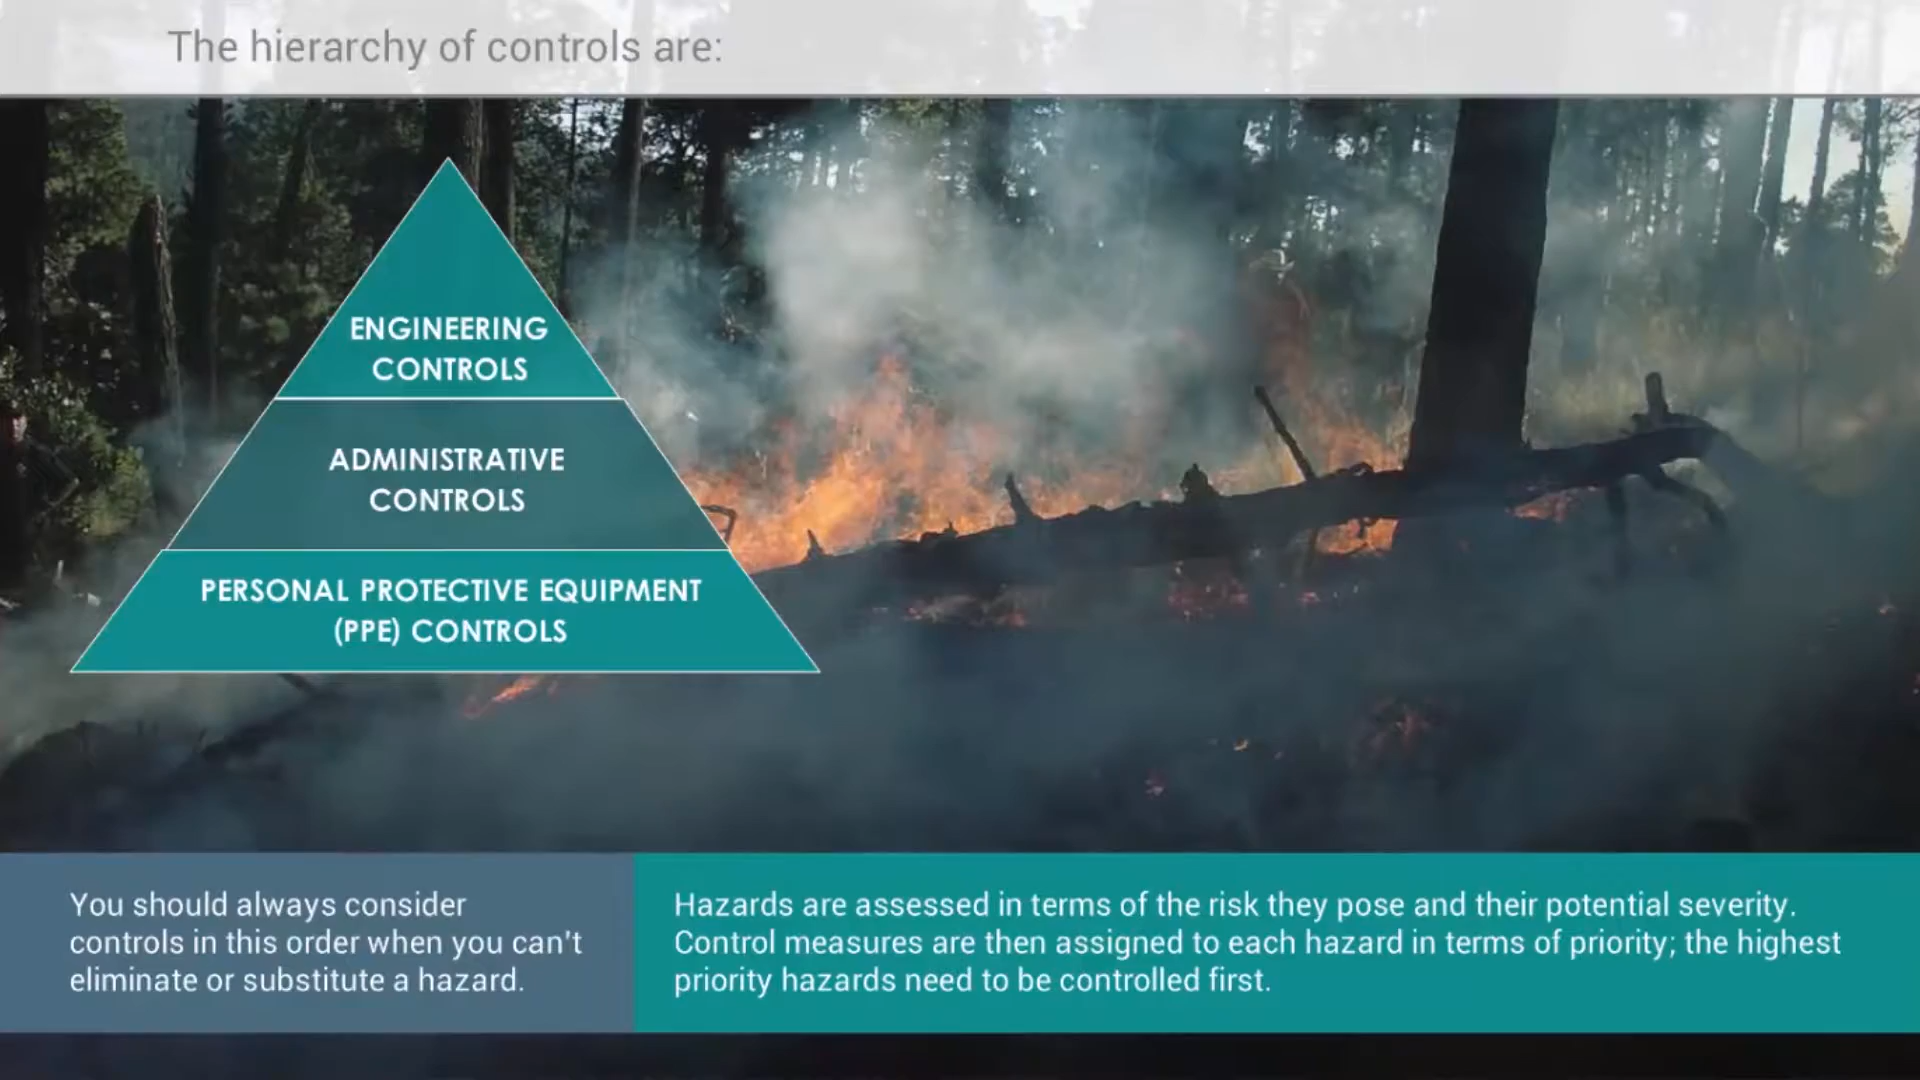 The hierarchy of controls are:
ENGINEERING
CONTROLS
ADMINISTRATIVE
CONTROLS
PERSONAL PROTECTIVE EQUIPMENT
(PPE) CONTROLS
You should always consider
controls in this order when you can't
eliminate or substitute a hazard.
Hazards are assessed in terms of the risk they pose and their potential severity.
Control measures are then assigned to each hazard in terms of priority; the highest
priority hazards need to be controlled first.